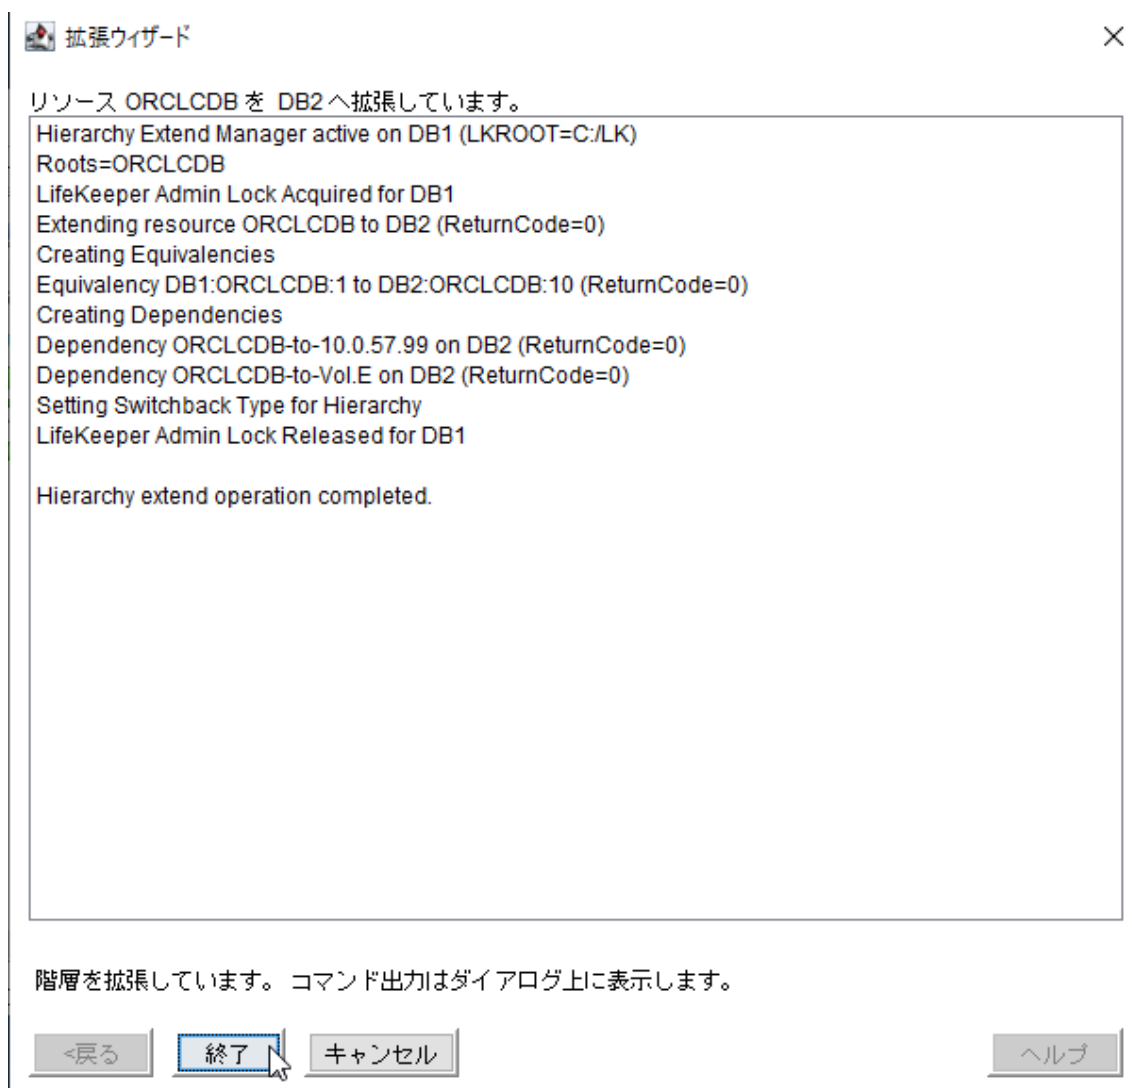 拡張ウィザード
リソース ORCLCDB を DB2 へ拡張しています。
Hierarchy Extend Manager active on DB1 (LKROOT=C:/LK)
Roots=ORCLCDB
LifeKeeper Admin Lock Acquired for DB1
Extending resource ORCLCDB to DB2 (ReturnCode=0)
Creating Equivalencies
Equivalency DB1:ORCLCDB:1 to DB2:ORCLCDB:10 (ReturnCode=0)
Creating Dependencies
Dependency ORCLCDB-to-10.0.57.99 on DB2 (ReturnCode=0)
Dependency ORCLCDB-to-Vol.E on DB2 (ReturnCode=0)
Setting Switchback Type for Hierarchy
LifeKeeper Admin Lock Released for DB1
Hierarchy extend operation completed.
階層を拡張しています。 コマンド出力はダイアログ上に表示します。
<戻る 終了 キャンセル ヘルプ